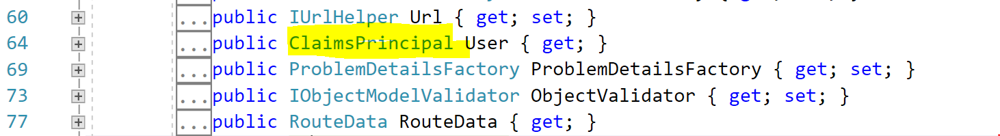 60 + ...public IUrlHelper Url { get; set; }
64 + ...public ClaimsPrincipal User { get; }
69 + ...public ProblemDetailsFactory ProblemDetailsFactory { get; set; }
73 + ...public IObjectModelValidator ObjectValidator { get; set; }
77 + ...public RouteData RouteData { get; }